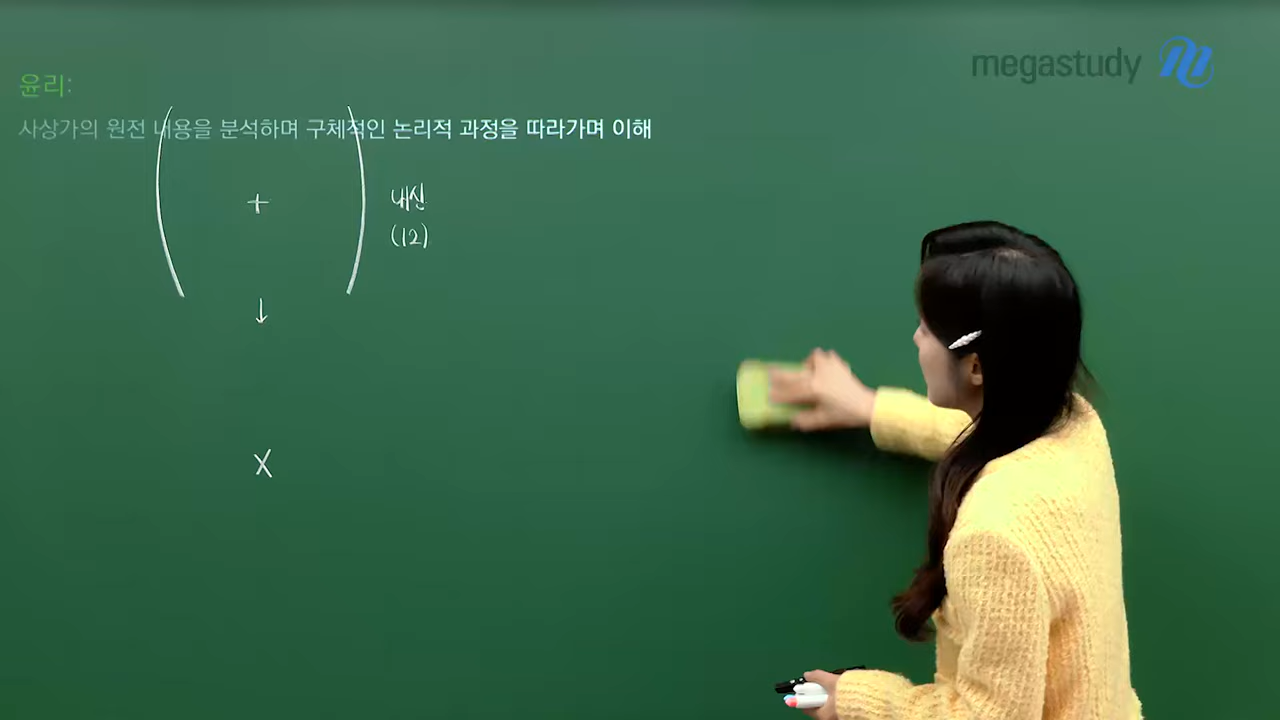 megastudy
윤리:
사상가의 원전 내용을 분석하며 구체적인 논리적 과정을 따라가며 이해
+
내신
(12)
↓
X